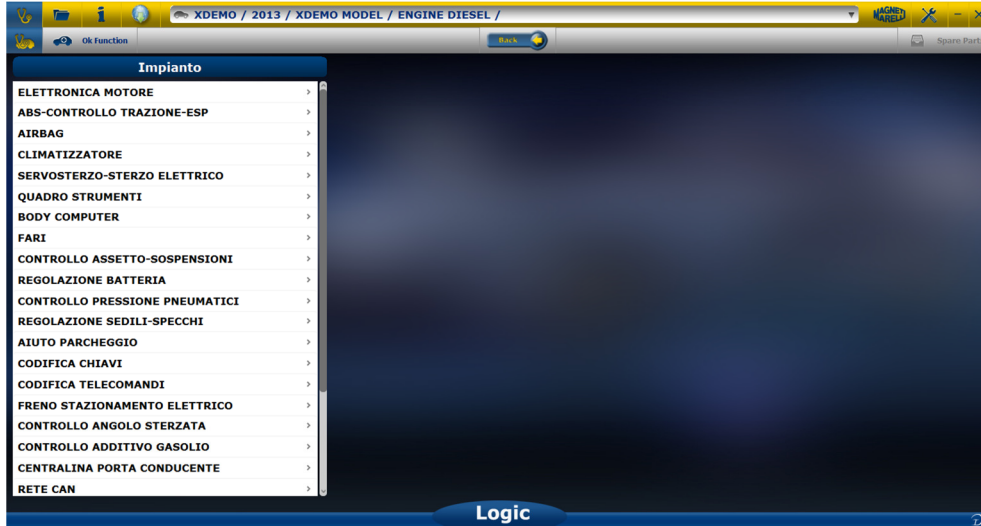 XDEMO / 2013 / XDEMO MODEL / ENGINE DIESEL /
MAGNETI
MARELLI
Ok Function
Back
Spare Part
Impianto
ELETTRONICA MOTORE
ABS-CONTROLLO TRAZIONE-ESP
AIRBAG
CLIMATIZZATORE
SERVOSTERZO-STERZO ELETTRICO
QUADRO STRUMENTI
BODY COMPUTER
FARI
CONTROLLO ASSETTO-SOSPENSIONI
REGOLAZIONE BATTERIA
CONTROLLO PRESSIONE PNEUMATICI
REGOLAZIONE SEDILI-SPECCHI
AIUTO PARCHEGGIO
CODIFICA CHIAVI
CODIFICA TELECOMANDI
FRENO STAZIONAMENTO ELETTRICO
CONTROLLO ANGOLO STERZATA
CONTROLLO ADDITIVO GASOLIO
CENTRALINA PORTA CONDUCENTE
RETE CAN
Logic